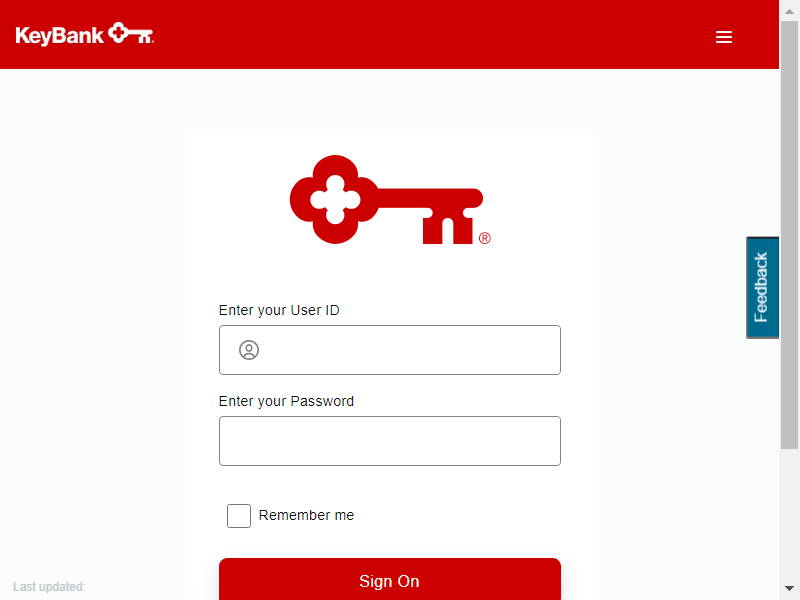 KeyBank
Feedback
Enter your User ID
Enter your Password
Remember me
Sign On
Last updated: